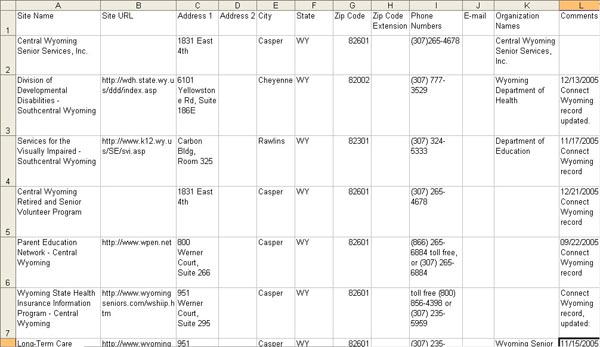 A B C D E F G H I J K L
1 Site Name Site URL Address 1 Address 2 City State Zip Code Zip Code Extension Phone Numbers E-mail Organization Names Comments
2 Central Wyoming Senior Services, Inc. 1831 East 4th Casper WY 82601 (307)265-4678 Central Wyoming Senior Services, Inc.
3 Division of Developmental Disabilities - Southcentral Wyoming http://wdh.state.wy.us/ddd/index.asp 6101 Yellowstone Rd, Suite 186E Cheyenne WY 82002 (307) 777-3529 Wyoming Department of Health 12/13/2005 Connect Wyoming record updated.
4 Services for the Visually Impaired - Southcentral Wyoming http://www.k12.wy.us/SE/svi.asp Carbon Bldg, Room 325 Rawlins WY 82301 (307) 324-5333 Department of Education 11/17/2005 Connect Wyoming record
5 Central Wyoming Retired and Senior Volunteer Program 1831 East 4th Casper WY 82601 (307) 265-4678 12/21/2005 Connect Wyoming record
6 Parent Education Network - Central Wyoming http://www.wpen.net 800 Werner Court, Suite 266 Casper WY 82601 (866) 265-6884 toll free, or (307) 265-6884 09/22/2005 Connect Wyoming record
7 Wyoming State Health Insurance Information Program - Central Wyoming http://www.wyomingseniors.com/wshiip.htm 951 Werner Court, Suite 295 Casper WY 82601 toll free (800) 856-4398 or (307) 235-5959 Connect Wyoming record, updated:
Long-Term Care http://www.wyoming 951 Casper WY 82601 (307) 235- Wyoming Senior 11/15/2005